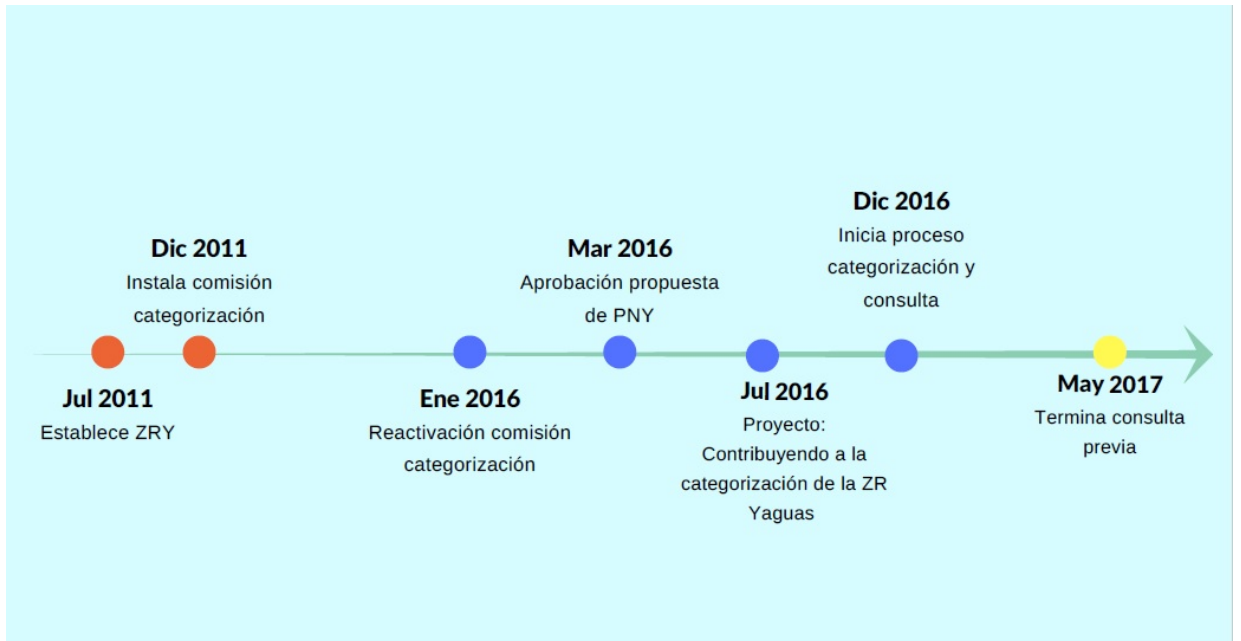 Jul 2011
Establece ZRY
Dic 2011
Instala comisión
categorización
Ene 2016
Reactivación comisión
categorización
Mar 2016
Aprobación propuesta
de PNY
Jul 2016
Proyecto:
Contribuyendo a la
categorización de la ZR
Yaguas
Dic 2016
Inicia proceso
categorización y
consulta
May 2017
Termina consulta
previa